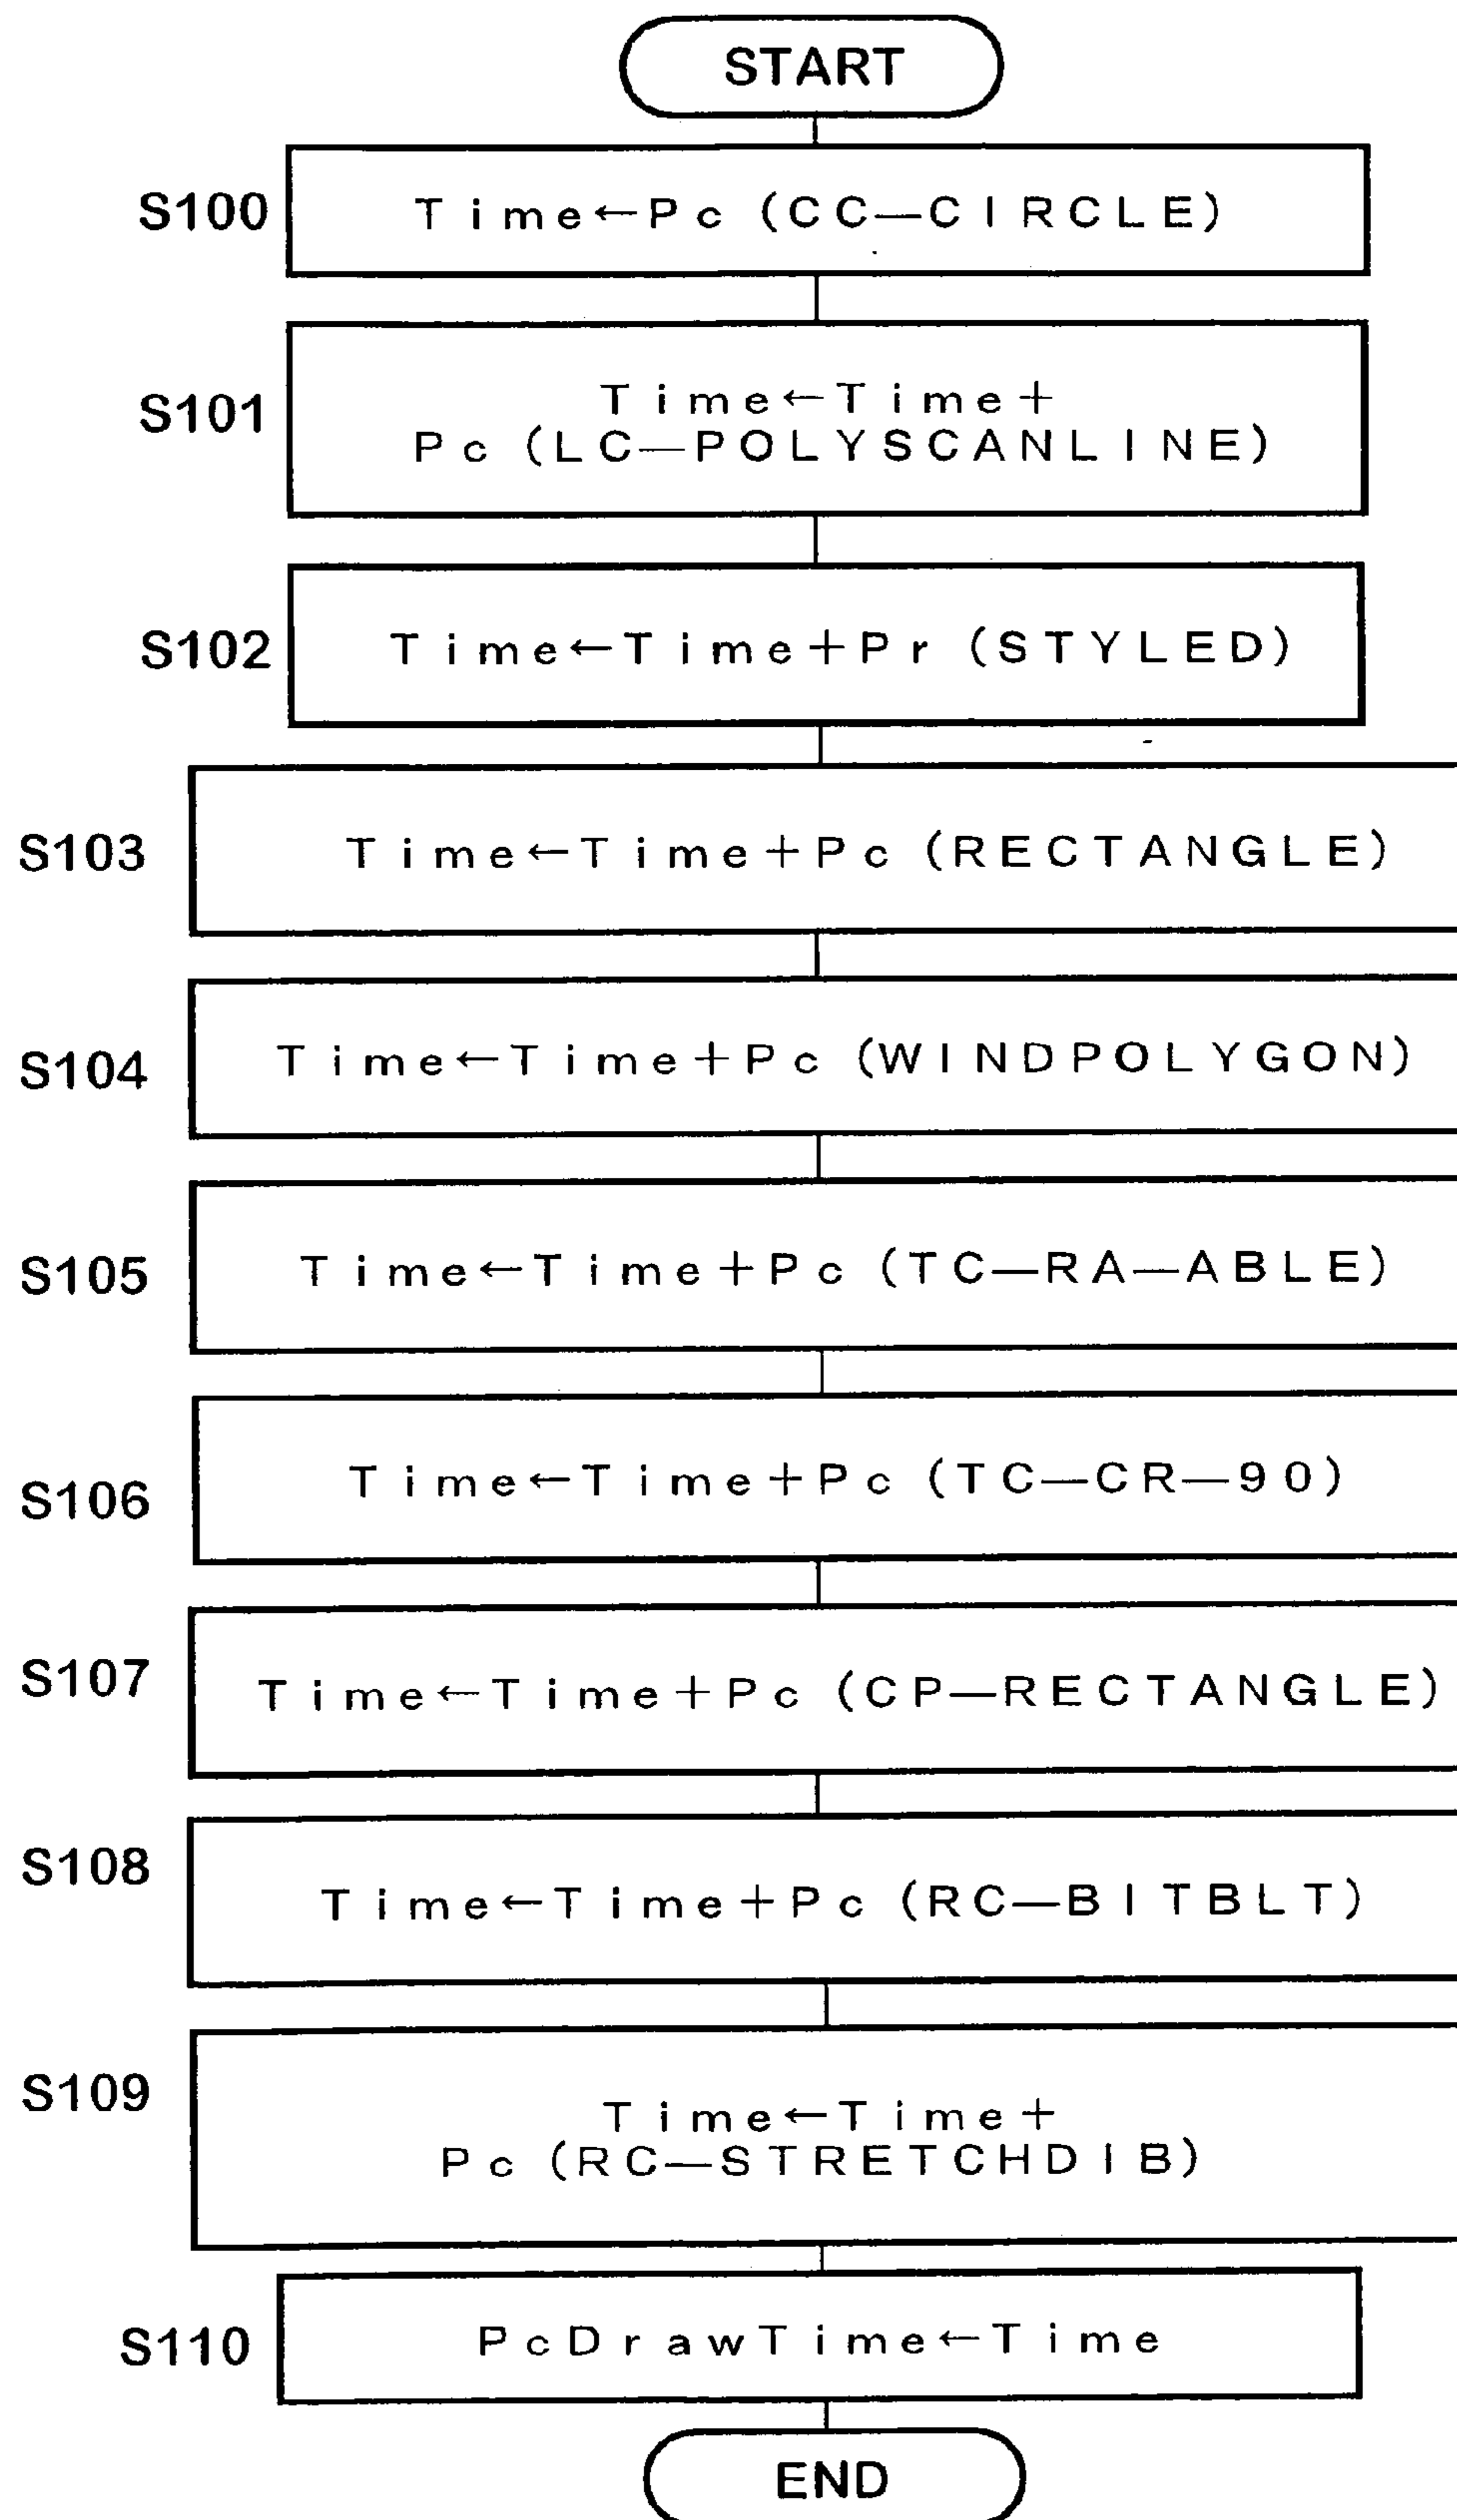 START
S100
Time←Pc (CC—CIRCLE)
S101
Time←Time+
Pc (LC—POLYSCANLINE)
S102
Time←Time+Pr (STYLED)
S103
Time←Time+Pc (RECTANGLE)
S104
Time←Time+Pc (WINDPOLYGON)
S105
Time←Time+Pc (TC—RA—ABLE)
S106
Time←Time+Pc (TC—CR—90)
S107
Time←Time+Pc (CP—RECTANGLE)
S108
Time←Time+Pc (RC—BITBLT)
S109
Time←Time+
Pc (RC—STRETCHDIB)
S110
PcDrawTime←Time
END